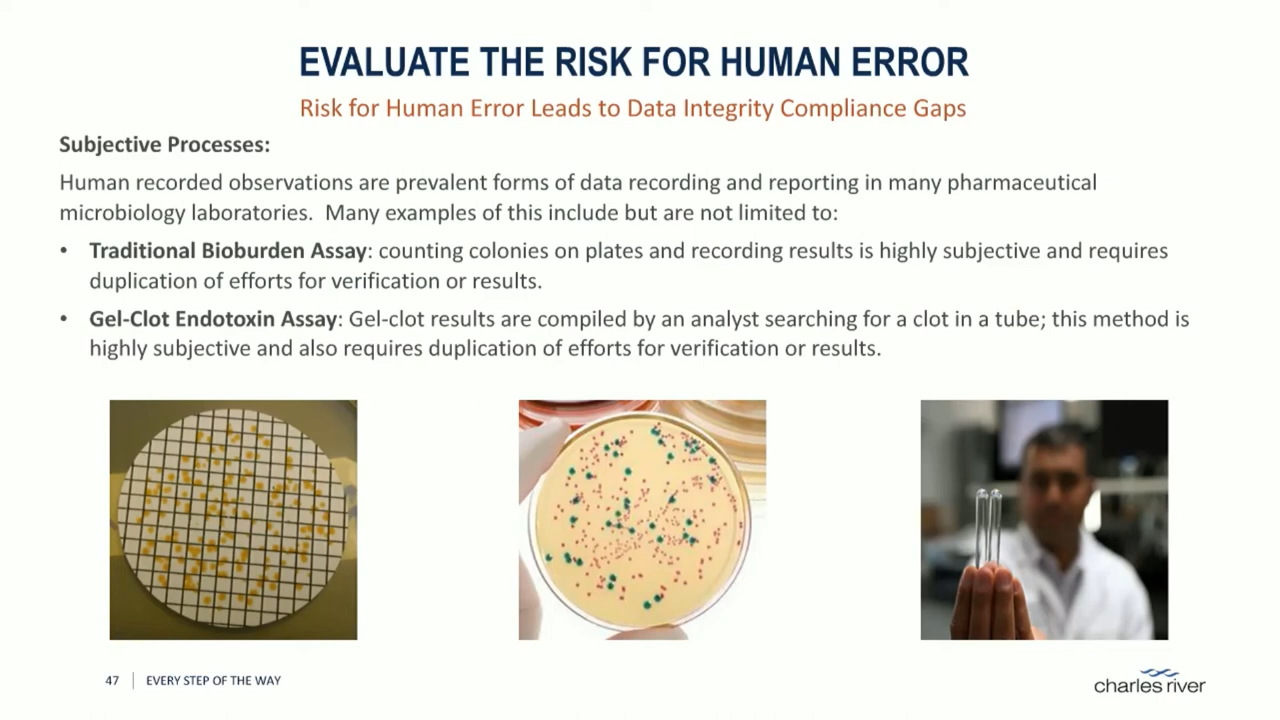 EVALUATE THE RISK FOR HUMAN ERROR
Risk for Human Error Leads to Data Integrity Compliance Gaps
Subjective Processes:
Human recorded observations are prevalent forms of data recording and reporting in many pharmaceutical
microbiology laboratories.  Many examples of this include but are not limited to:
• Traditional Bioburden Assay: counting colonies on plates and recording results is highly subjective and requires
duplication of efforts for verification or results.
• Gel-Clot Endotoxin Assay: Gel-clot results are compiled by an analyst searching for a clot in a tube; this method is
highly subjective and also requires duplication of efforts for verification or results.
47 | EVERY STEP OF THE WAY
charles river